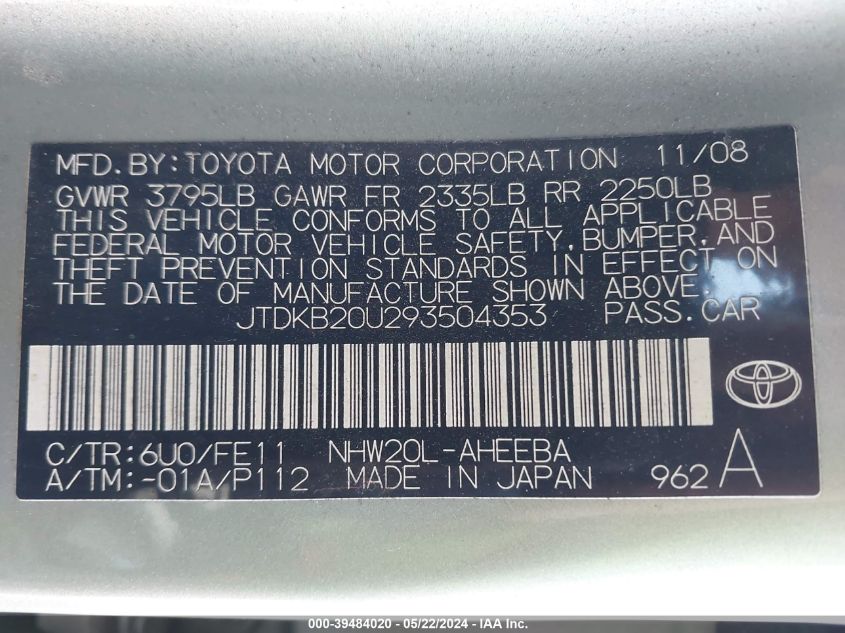 MFD. BY: TOYOTA MOTOR CORPORATION 11/08
GVWR 3795LB GAWR FR 2335LB RR 2250LB
THIS VEHICLE CONFORMS TO ALL APPLICABLE
FEDERAL MOTOR VEHICLE SAFETY, BUMPER, AND
THEFT PREVENTION STANDARDS IN EFFECT ON
THE DATE OF MANUFACTURE SHOWN ABOVE.
JTDKB20U293504353 PASS. CAR
C/TR: 6U0/FE11 NHW20L-AHEEBA
A/TM: -01A/P112 MADE IN JAPAN 962 A
000-39484020 - 05/22/2024 - IAA Inc.